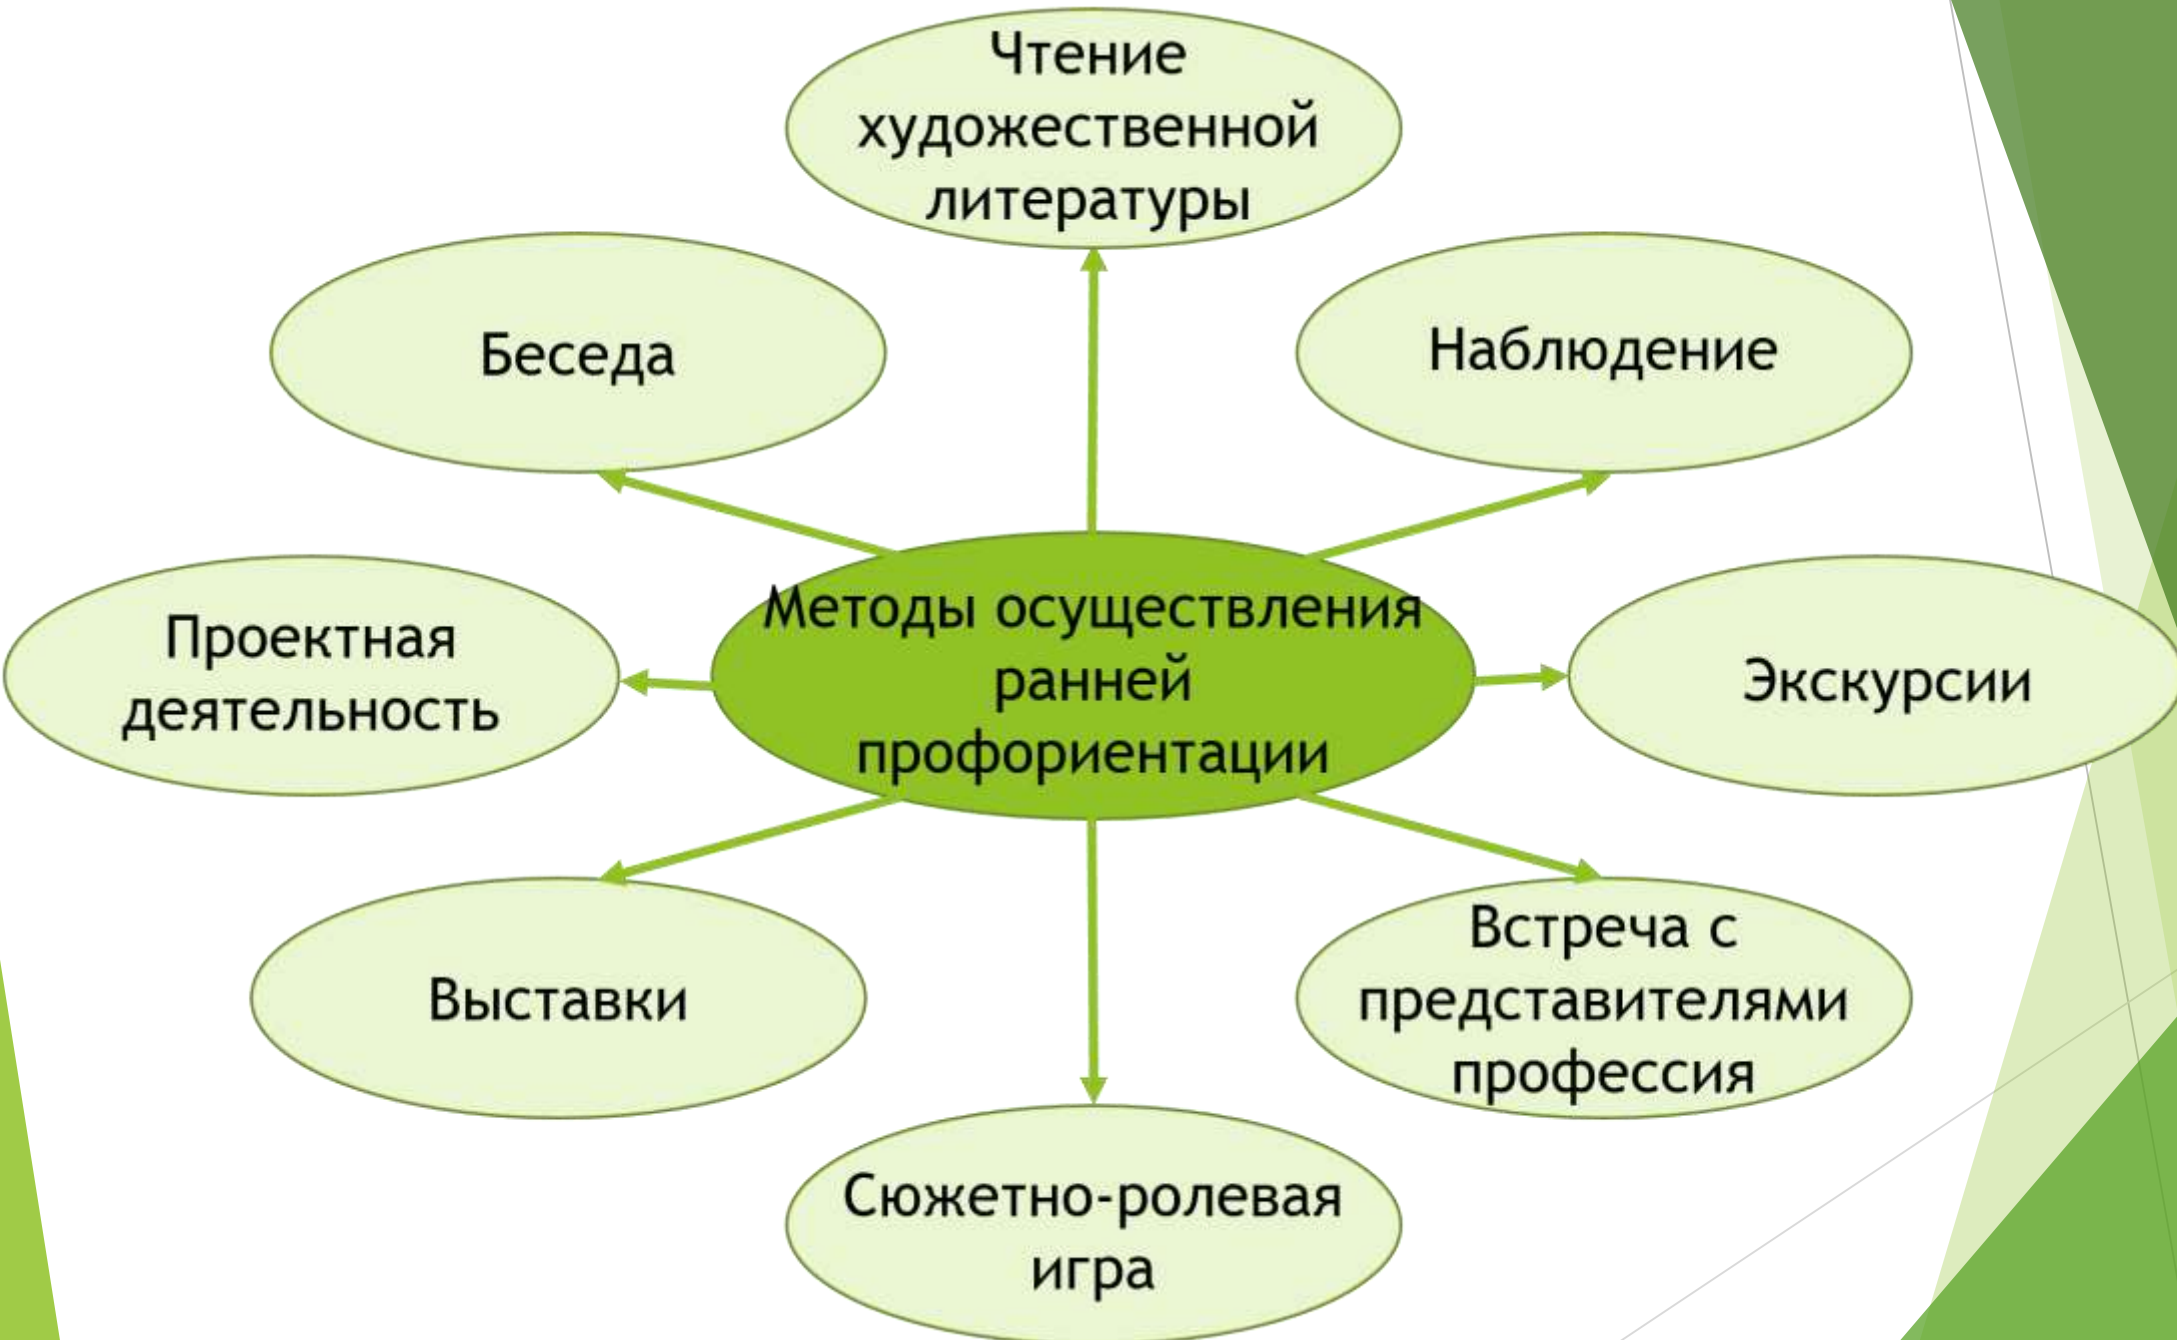 Чтение
художественной
литературы
Беседа
Наблюдение
Методы осуществления
ранней
профориентации
Проектная
деятельность
Экскурсии
Выставки
Встреча с
представителями
профессия
Сюжетно-ролевая
игра